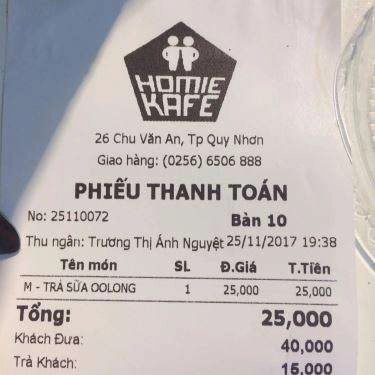 HOMIE
KAFE
26 Chu Văn An, Tp Quy Nhơn
Giao hàng: (0256) 6506 888
PHIẾU THANH TOÁN
No: 25110072 Bàn 10
Thu ngân: Trương Thị Ánh Nguyệt 25/11/2017 19:38
Tên món SL Đ.Giá T.Tiền
M - TRÀ SỮA OOLONG 1 25,000 25,000
Tổng: 25,000
Khách Đưa: 40,000
Trả Khách: 15,000